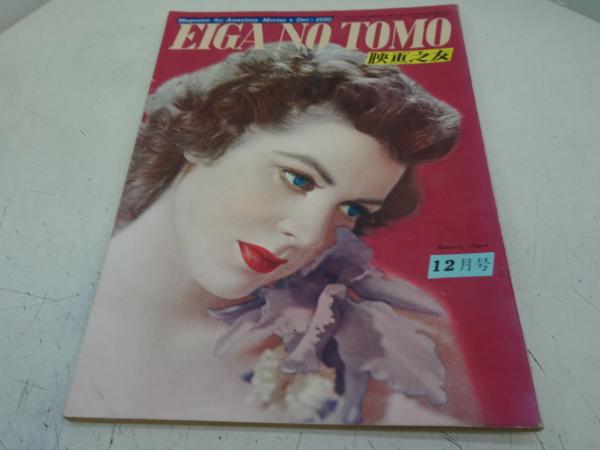 Magazine for American Movies • Dec · 1950
EIGA NO TOMO
映画之友
12月号